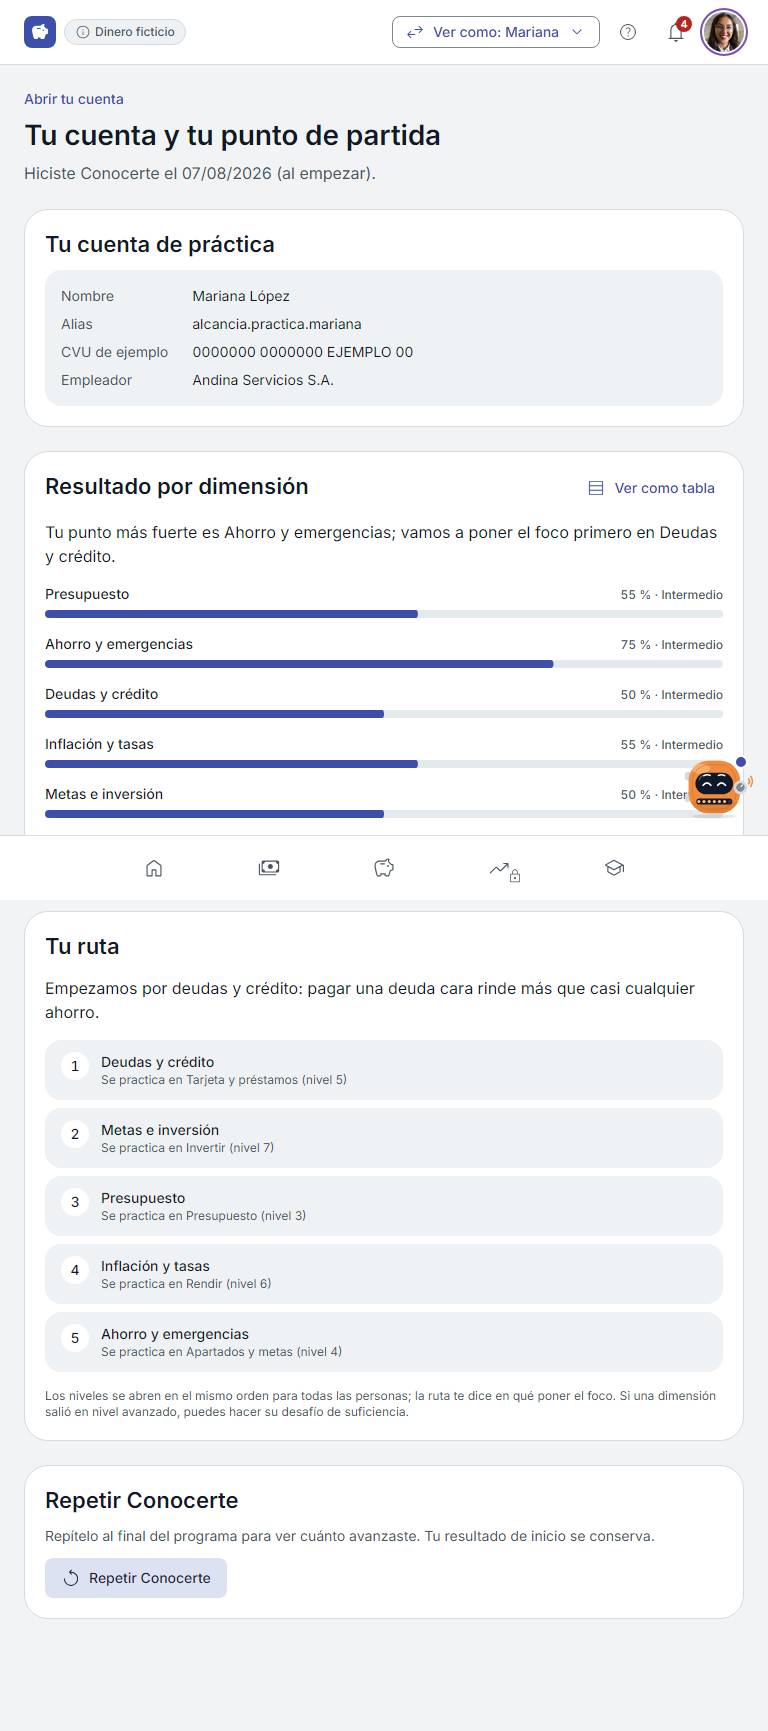 Dinero ficticio
Ver como: Mariana
4
Abrir tu cuenta
Tu cuenta y tu punto de partida
Hiciste Conocerte el 07/08/2026 (al empezar).
Tu cuenta de práctica
Nombre Mariana López
Alias alcancia.practica.mariana
CVU de ejemplo 0000000 0000000 EJEMPLO 00
Empleador Andina Servicios S.A.
Resultado por dimensión
Ver como tabla
Tu punto más fuerte es Ahorro y emergencias; vamos a poner el foco primero en Deudas
y crédito.
Presupuesto 55 % · Intermedio
Ahorro y emergencias 75 % · Intermedio
Deudas y crédito 50 % · Intermedio
Inflación y tasas 55 % · Intermedio
Metas e inversión 50 % ·
Tu ruta
Empezamos por deudas y crédito: pagar una deuda cara rinde más que casi cualquier
ahorro.
1 Deudas y crédito
Se practica en Tarjeta y préstamos (nivel 5)
2 Metas e inversión
Se practica en Invertir (nivel 7)
3 Presupuesto
Se practica en Presupuesto (nivel 3)
4 Inflación y tasas
Se practica en Rendir (nivel 6)
5 Ahorro y emergencias
Se practica en Apartados y metas (nivel 4)
Los niveles se abren en el mismo orden para todas las personas; la ruta te dice en qué poner el foco. Si una dimensión
salió en nivel avanzado, puedes hacer su desafío de suficiencia.
Repetir Conocerte
Repítelo al final del programa para ver cuánto avanzaste. Tu resultado de inicio se conserva.
Repetir Conocerte